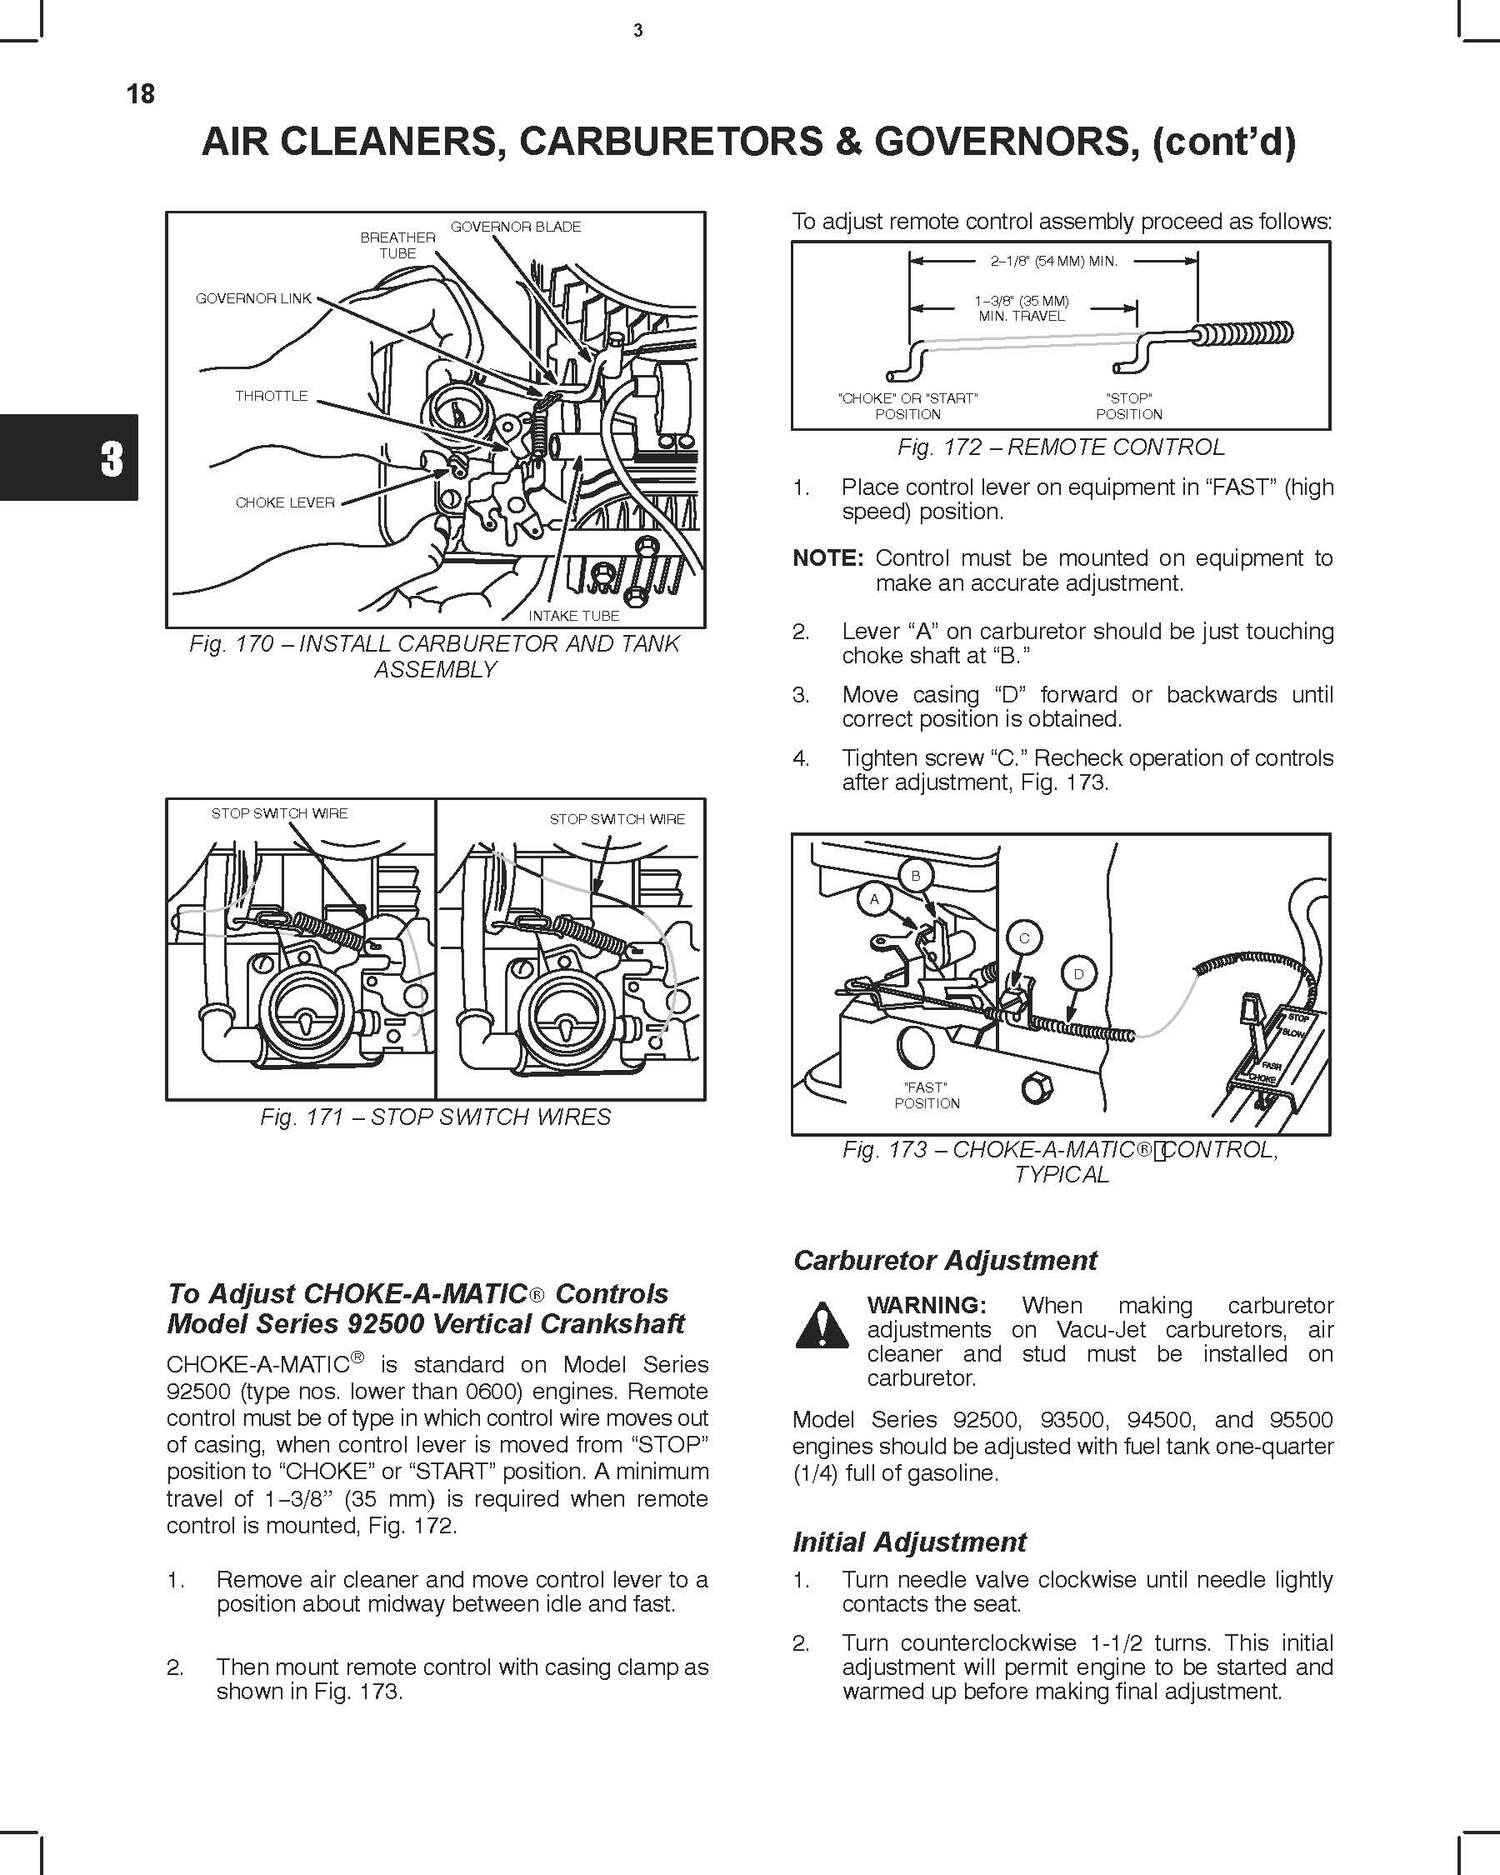 3
18
AIR CLEANERS, CARBURETORS & GOVERNORS, (cont’d)
3
GOVERNOR BLADE
BREATHER
TUBE
GOVERNOR LINK
THROTTLE
CHOKE LEVER
INTAKE TUBE
Fig. 170 – INSTALL CARBURETOR AND TANK
ASSEMBLY
STOP SWITCH WIRE
STOP SWITCH WIRE
Fig. 171 – STOP SWITCH WIRES
To Adjust CHOKE-A-MATIC® Controls
Model Series 92500 Vertical Crankshaft
CHOKE-A-MATIC® is standard on Model Series
92500 (type nos. lower than 0600) engines. Remote
control must be of type in which control wire moves out
of casing, when control lever is moved from “STOP”
position to “CHOKE” or “START” position. A minimum
travel of 1–3/8” (35 mm) is required when remote
control is mounted, Fig. 172.
1. Remove air cleaner and move control lever to a
position about midway between idle and fast.
2. Then mount remote control with casing clamp as
shown in Fig. 173.
To adjust remote control assembly proceed as follows:
2–1/8" (54 MM) MIN.
1–3/8" (35 MM)
MIN. TRAVEL
"CHOKE" OR "START"
POSITION
"STOP"
POSITION
Fig. 172 – REMOTE CONTROL
1. Place control lever on equipment in “FAST” (high
speed) position.
NOTE: Control must be mounted on equipment to
make an accurate adjustment.
2. Lever “A” on carburetor should be just touching
choke shaft at “B.”
3. Move casing “D” forward or backwards until
correct position is obtained.
4. Tighten screw “C.” Recheck operation of controls
after adjustment, Fig. 173.
B
A
C
D
STOP
BLOW
FASR
CHOKE
"FAST"
POSITION
Fig. 173 – CHOKE-A-MATIC®▯CONTROL,
TYPICAL
Carburetor Adjustment
WARNING: When making carburetor
adjustments on Vacu-Jet carburetors, air
cleaner and stud must be installed on
carburetor.
Model Series 92500, 93500, 94500, and 95500
engines should be adjusted with fuel tank one-quarter
(1/4) full of gasoline.
Initial Adjustment
1. Turn needle valve clockwise until needle lightly
contacts the seat.
2. Turn counterclockwise 1-1/2 turns. This initial
adjustment will permit engine to be started and
warmed up before making final adjustment.